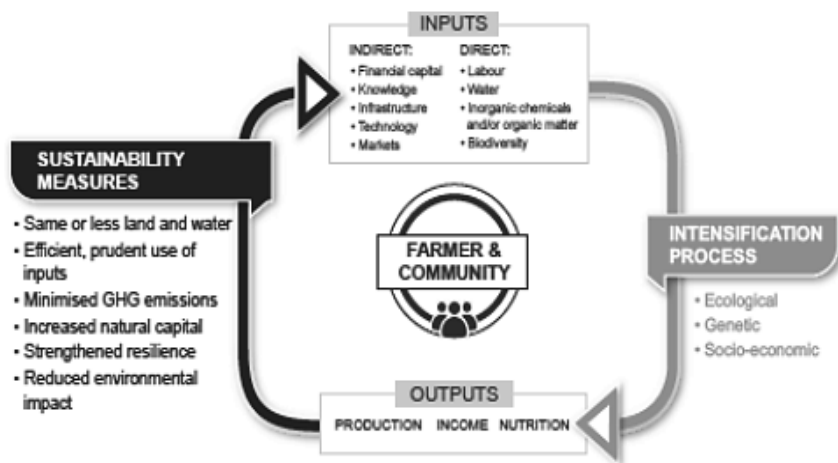 INPUTS
INDIRECT:
• Financial capital
• Knowledge
• Infrastructure
• Technology
• Markets
DIRECT:
• Labour
• Water
• Inorganic chemicals
and/or organic matter
• Biodiversity
SUSTAINABILITY
MEASURES
• Same or less land and water
• Efficient, prudent use of
inputs
• Minimised GHG emissions
• Increased natural capital
• Strengthened resilience
• Reduced environmental
impact
FARMER &
COMMUNITY
INTENSIFICATION
PROCESS
• Ecological
• Genetic
• Socio-economic
OUTPUTS
PRODUCTION INCOME NUTRITION